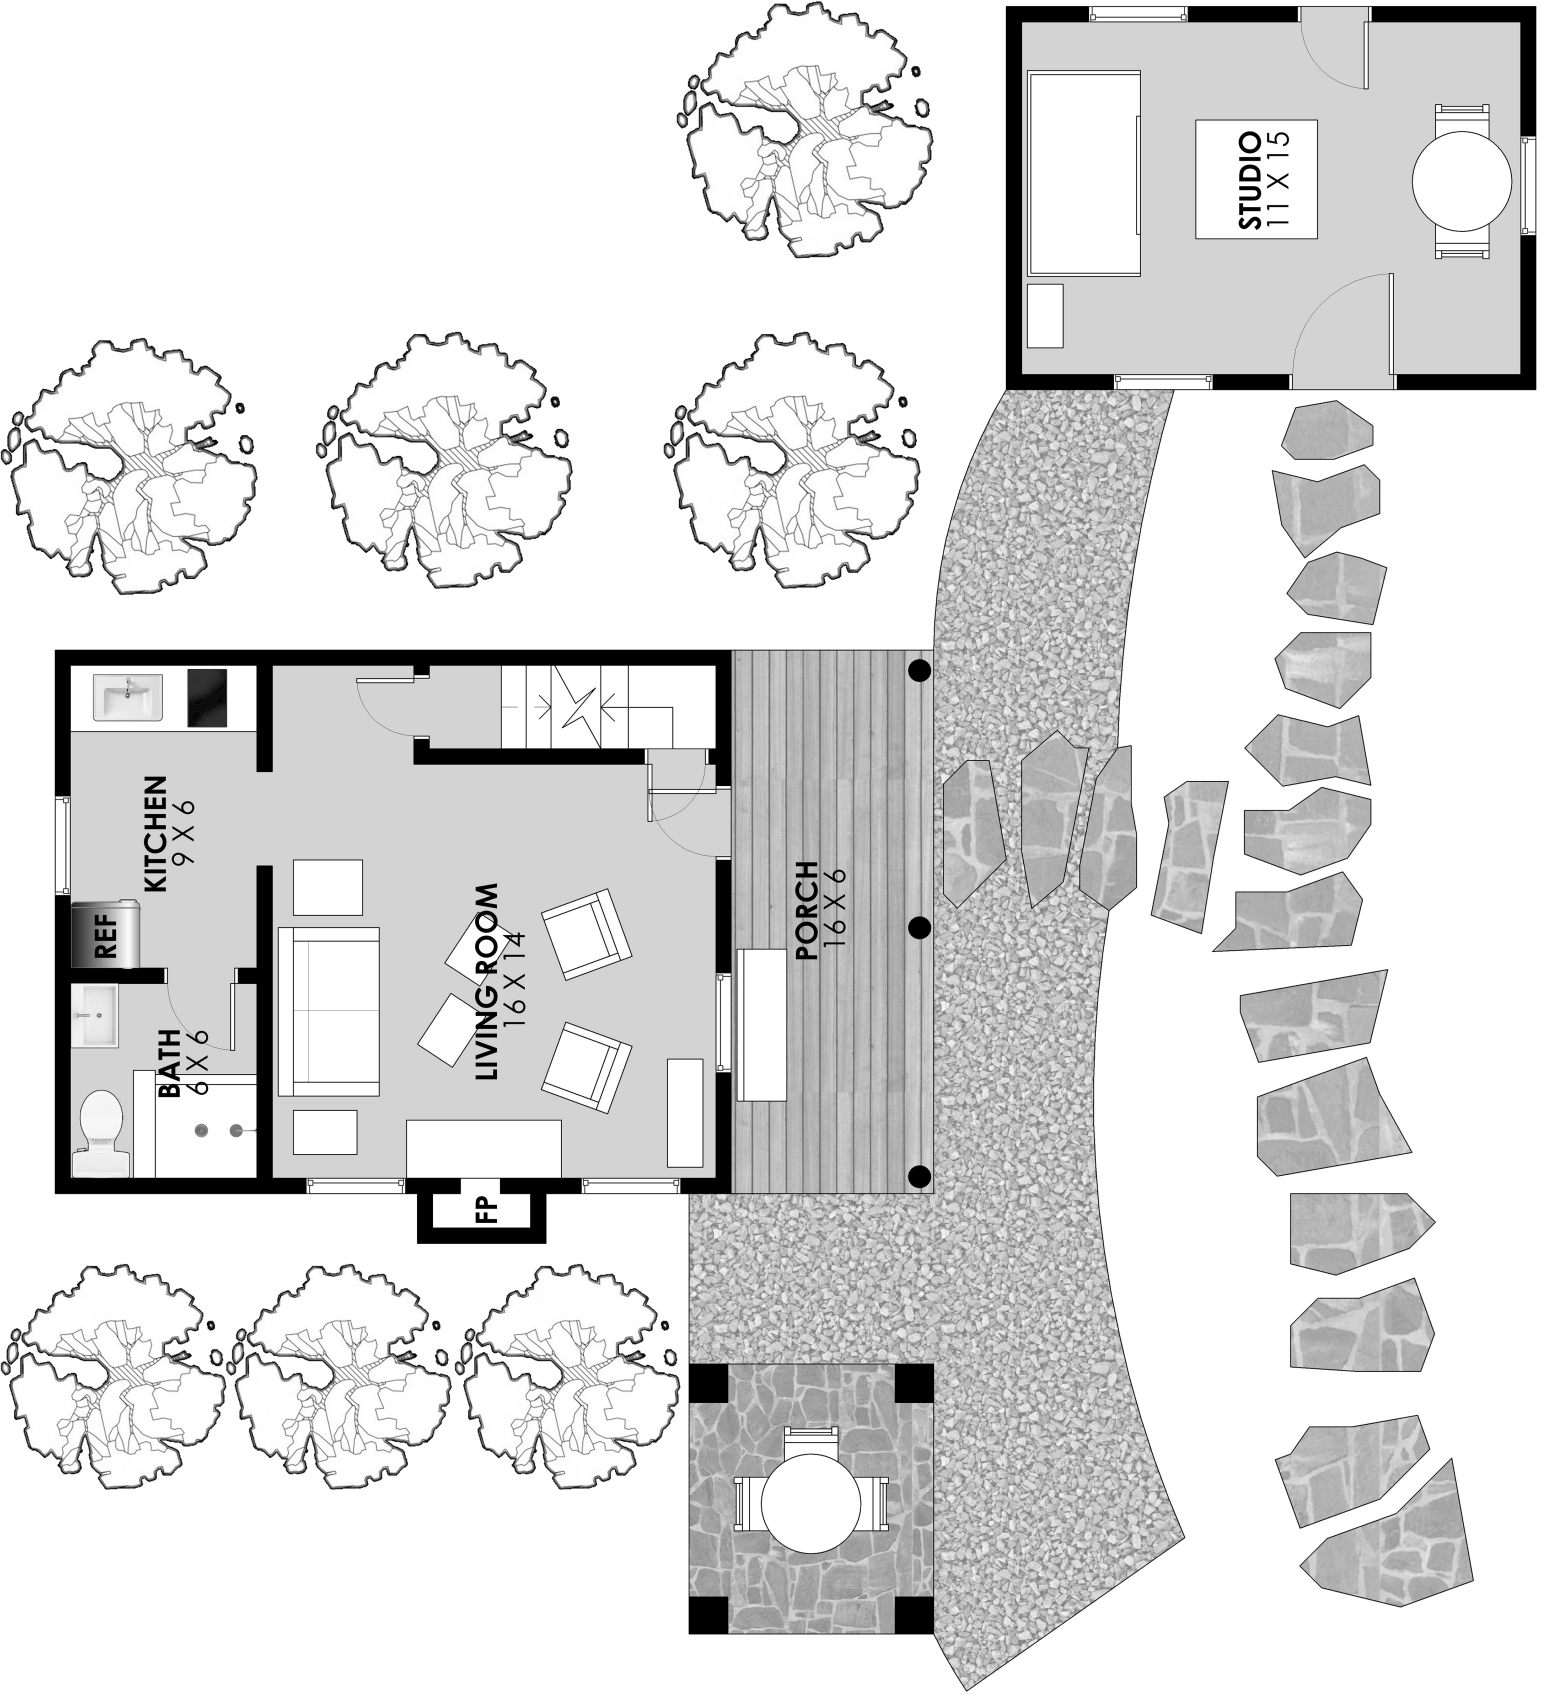 STUDIO
11 X 15
KITCHEN
9 X 6
REF
BATH
6 X 6
LIVING ROOM
16 X 14
FP
PORCH
16 X 6